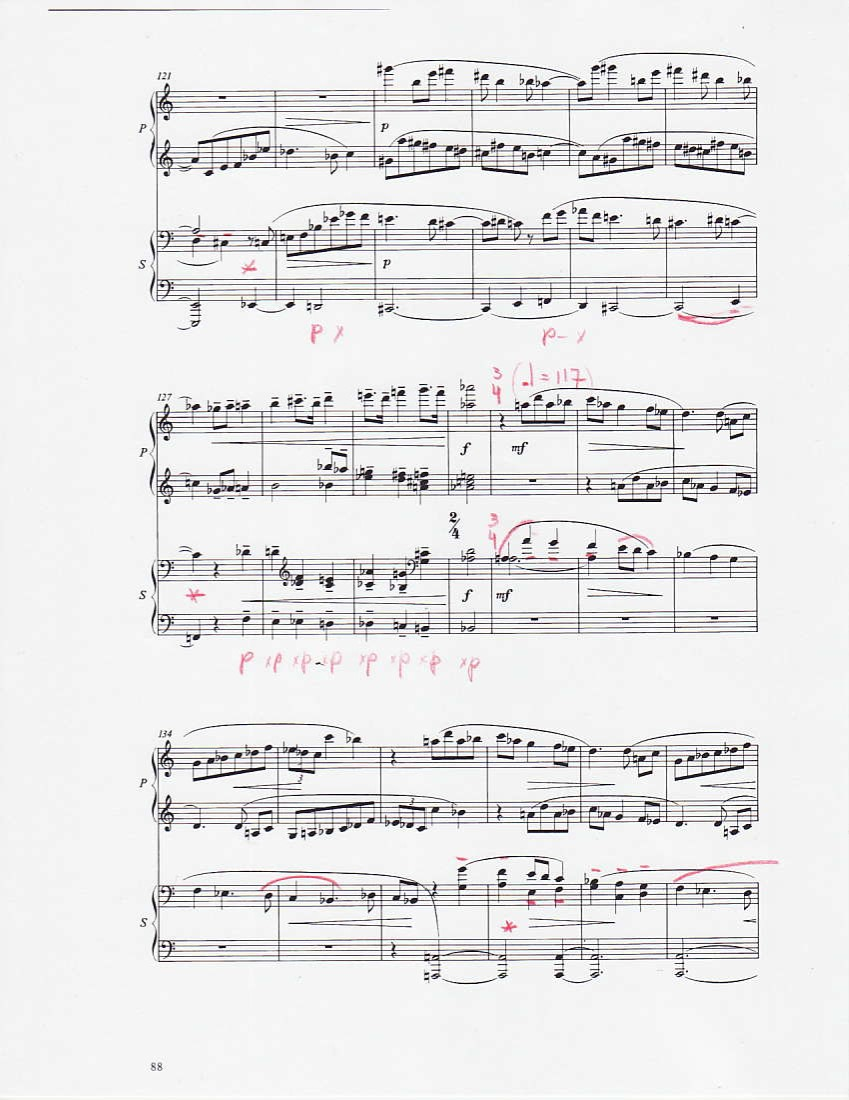 121
P
p
S
p
p x
p - x
127
3
4
(♩. = 117)
P
f
mf
2/4
3
4
S
f
mf
p xp xp - xp xp xp xp xp
134
P
3
3
S
88